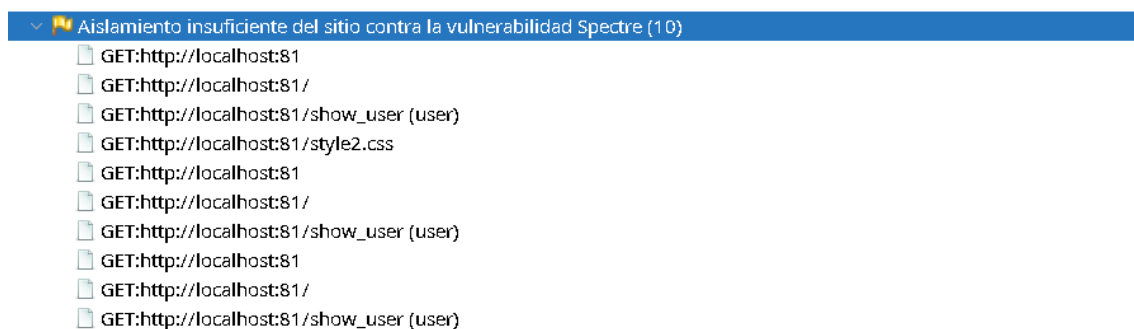 Aislamiento insuficiente del sitio contra la vulnerabilidad Spectre (10)
GET:http://localhost:81
GET:http://localhost:81/
GET:http://localhost:81/show_user (user)
GET:http://localhost:81/style2.css
GET:http://localhost:81
GET:http://localhost:81/
GET:http://localhost:81/show_user (user)
GET:http://localhost:81
GET:http://localhost:81/
GET:http://localhost:81/show_user (user)